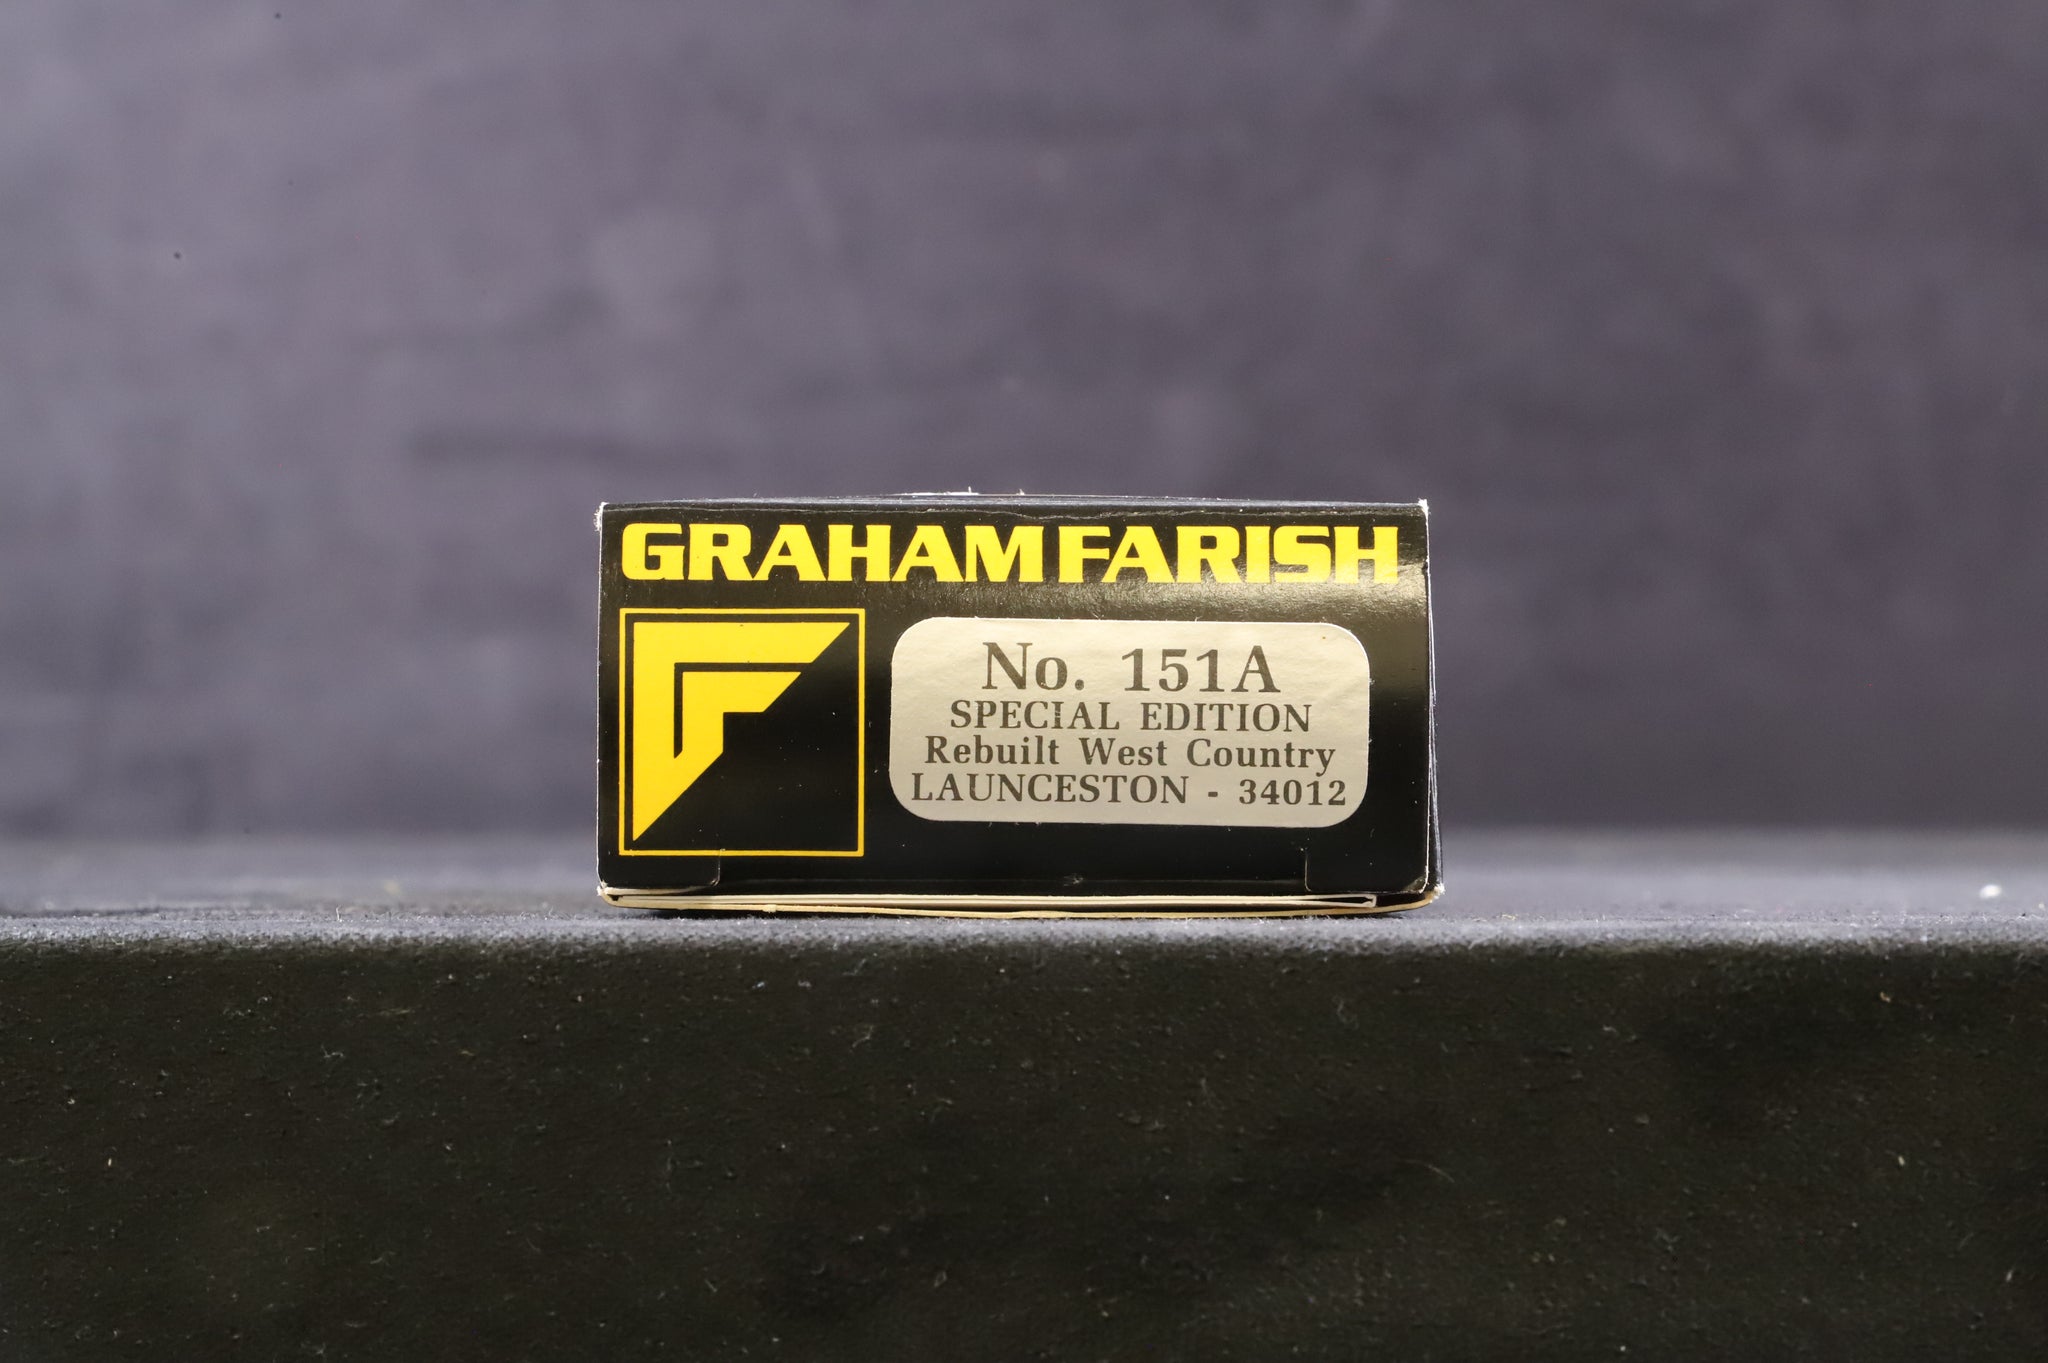 GRAHAM FARISH
No. 151A
SPECIAL EDITION
Rebuilt West Country
LAUNCESTON - 34012